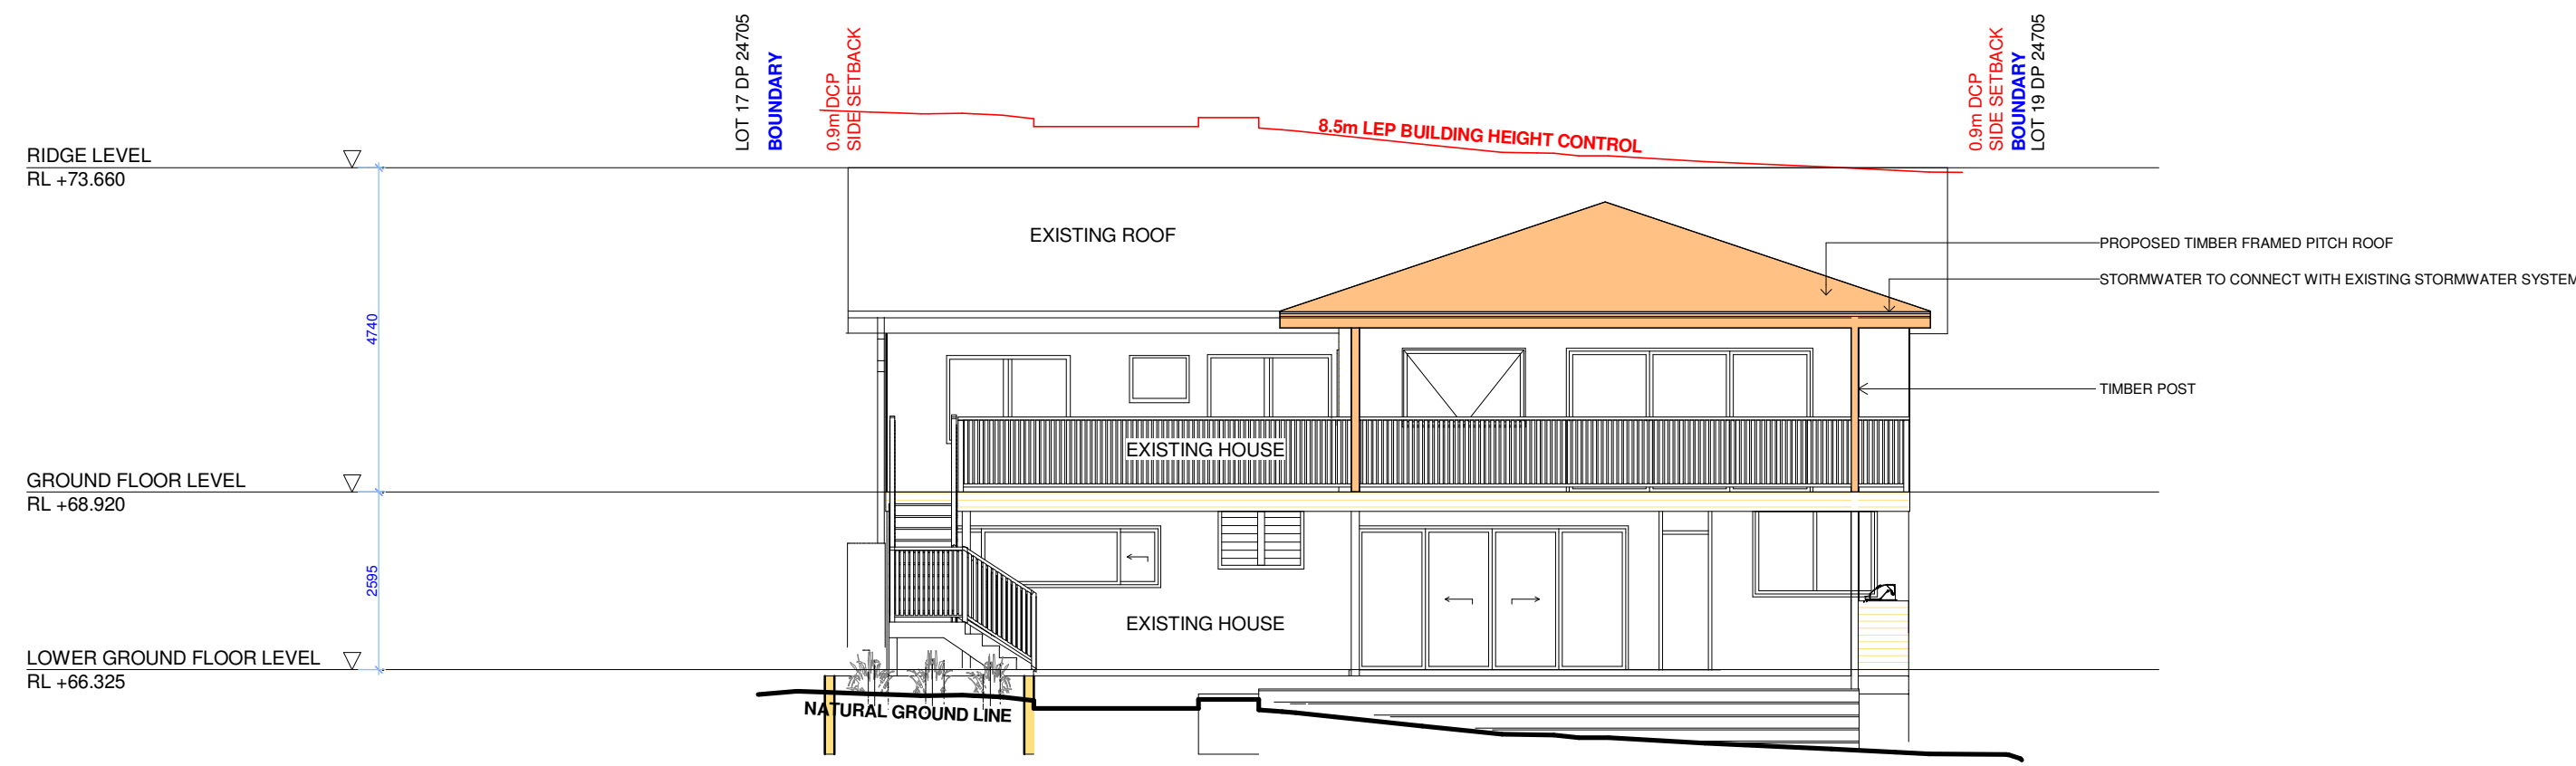 LOT 17 DP 24705
BOUNDARY
0.9m DCP
SIDE SETBACK
0.9m DCP
SIDE SETBACK
BOUNDARY
LOT 19 DP 24705
8.5m LEP BUILDING HEIGHT CONTROL
RIDGE LEVEL
RL +73.660
EXISTING ROOF
PROPOSED TIMBER FRAMED PITCH ROOF
STORMWATER TO CONNECT WITH EXISTING STORMWATER SYSTEM
4740
TIMBER POST
EXISTING HOUSE
GROUND FLOOR LEVEL
RL +68.920
2595
EXISTING HOUSE
LOWER GROUND FLOOR LEVEL
RL +66.325
NATURAL GROUND LINE